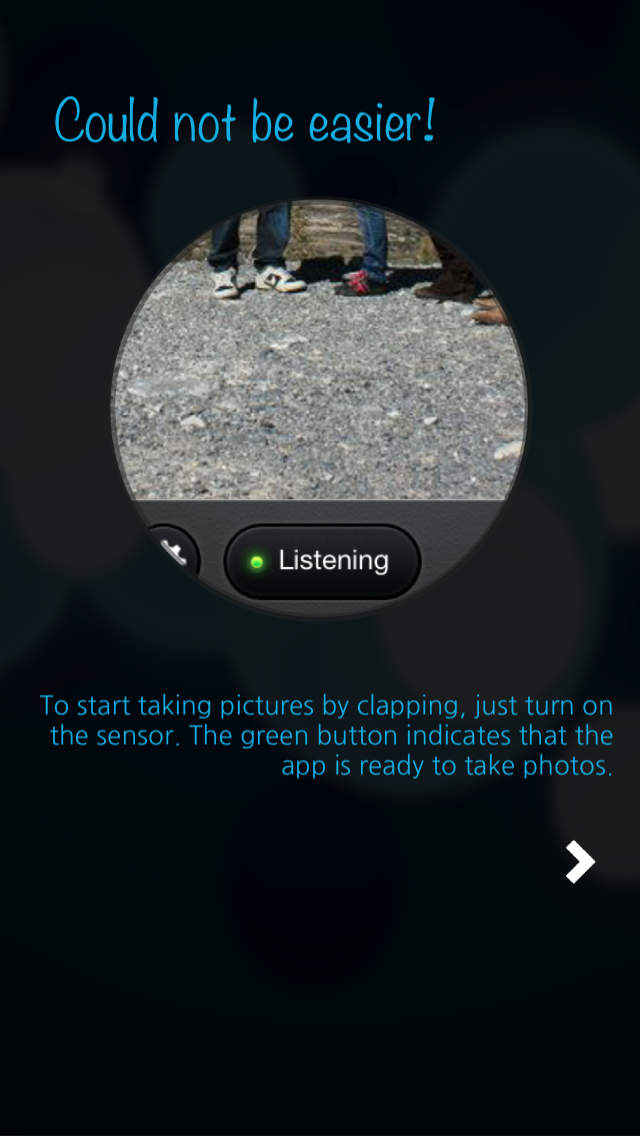 Could not be easier!
Listening
To start taking pictures by clapping, just turn on
the sensor. The green button indicates that the
app is ready to take photos.